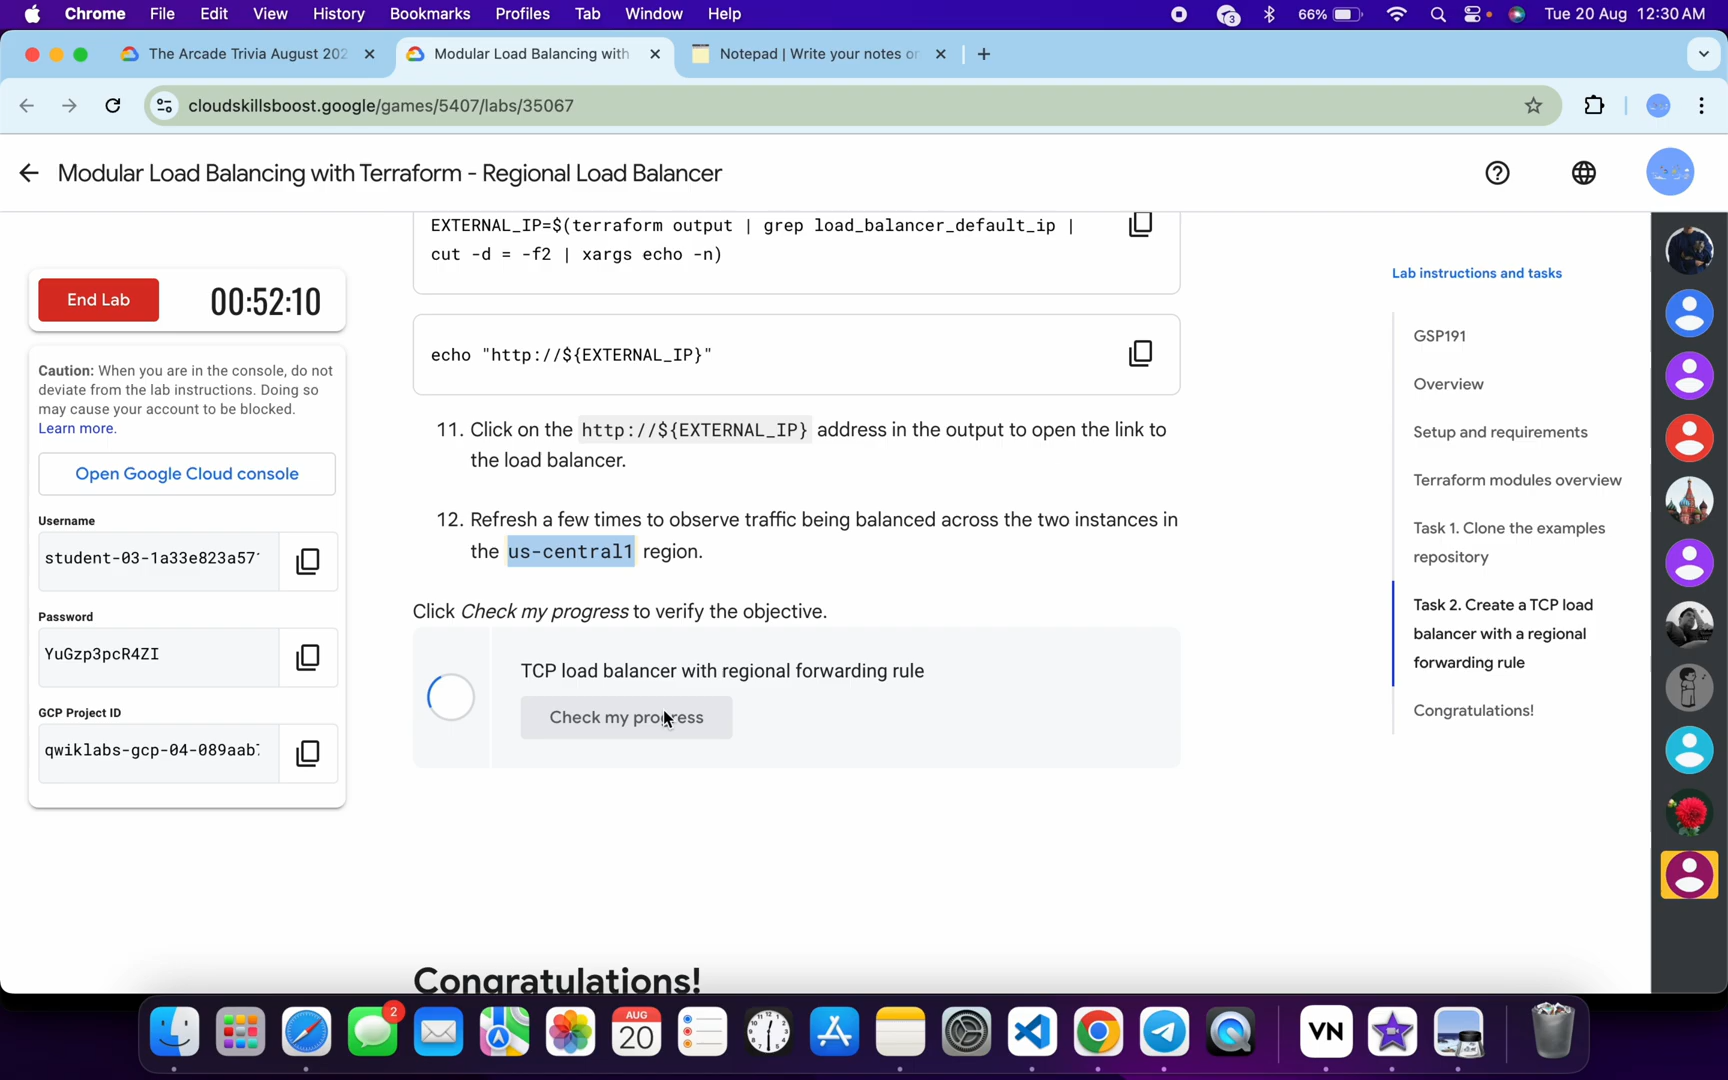 Chrome File Edit View History Bookmarks Profiles Tab Window Help 3 66% Tue 20 Aug 12:30 AM
The Arcade Trivia August 202 Modular Load Balancing with Notepad | Write your notes or
cloudskillsboost.google/games/5407/labs/35067
Modular Load Balancing with Terraform - Regional Load Balancer
End Lab
00:52:10
Caution: When you are in the console, do not
deviate from the lab instructions. Doing so
may cause your account to be blocked.
Learn more.
Open Google Cloud console
Username
student-03-1a33e823a57
Password
YuGzp3pcR4ZI
GCP Project ID
qwiklabs-gcp-04-089aab
EXTERNAL_IP=$(terraform output | grep load_balancer_default_ip |
cut -d = -f2 | xargs echo -n)
echo "http://${EXTERNAL_IP}"
11. Click on the http://${EXTERNAL_IP} address in the output to open the link to
the load balancer.
12. Refresh a few times to observe traffic being balanced across the two instances in
the us-central1 region.
Click Check my progress to verify the objective.
TCP load balancer with regional forwarding rule
Check my progress
Congratulations!
Lab instructions and tasks
GSP191
Overview
Setup and requirements
Terraform modules overview
Task 1. Clone the examples
repository
Task 2. Create a TCP load
balancer with a regional
forwarding rule
Congratulations!
2
AUG
20
VN